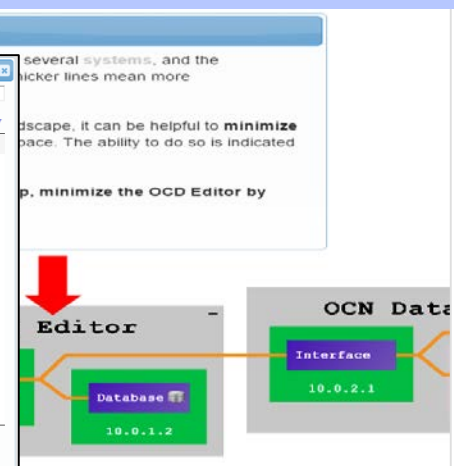 several systems, and the
icker lines mean more
dscape, it can be helpful to minimize
pace. The ability to do so is indicated
p, minimize the OCD Editor by
Editor
-
OCN Data
Database
10.0.1.2
Interface
10.0.2.1